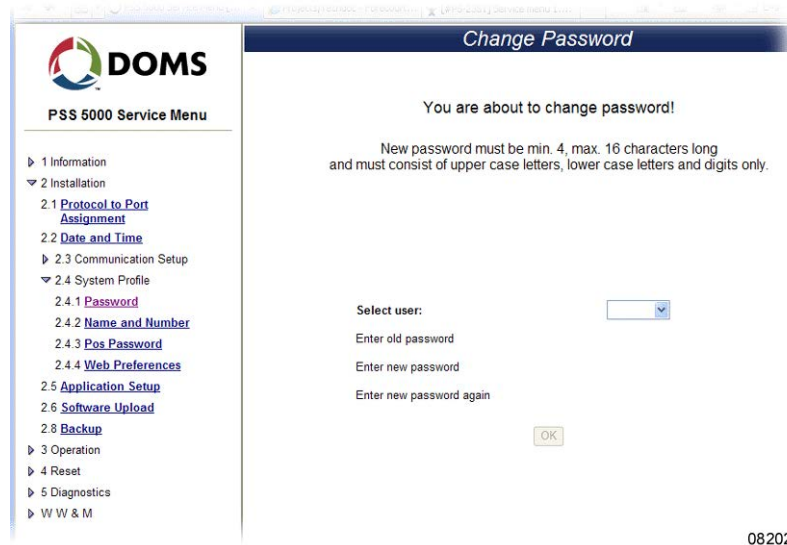 Change Password
DOMS
PSS 5000 Service Menu
1 Information
2 Installation
2.1 Protocol to Port
Assignment
2.2 Date and Time
2.3 Communication Setup
2.4 System Profile
2.4.1 Password
2.4.2 Name and Number
2.4.3 Pos Password
2.4.4 Web Preferences
2.5 Application Setup
2.6 Software Upload
2.8 Backup
3 Operation
4 Reset
5 Diagnostics
W W & M
You are about to change password!
New password must be min. 4, max. 16 characters long
and must consist of upper case letters, lower case letters and digits only.
Select user:
Enter old password
Enter new password
Enter new password again
OK
08202